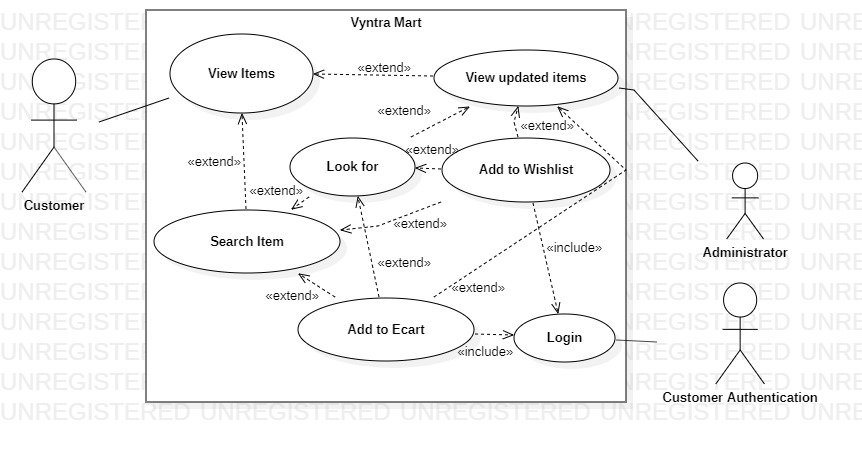 Vyntra Mart
View Items
«extend»
View updated items
«extend»
«extend»
«extend»
Look for
Add to Wishlist
«extend»
«extend»
Customer
Search Item
«extend»
«include»
Administrator
«extend»
«extend»
«extend»
Add to Ecart
Login
«include»
Customer Authentication
UNREGISTERED UNREGISTERED UNREGISTERED UNREGISTERED UNRE